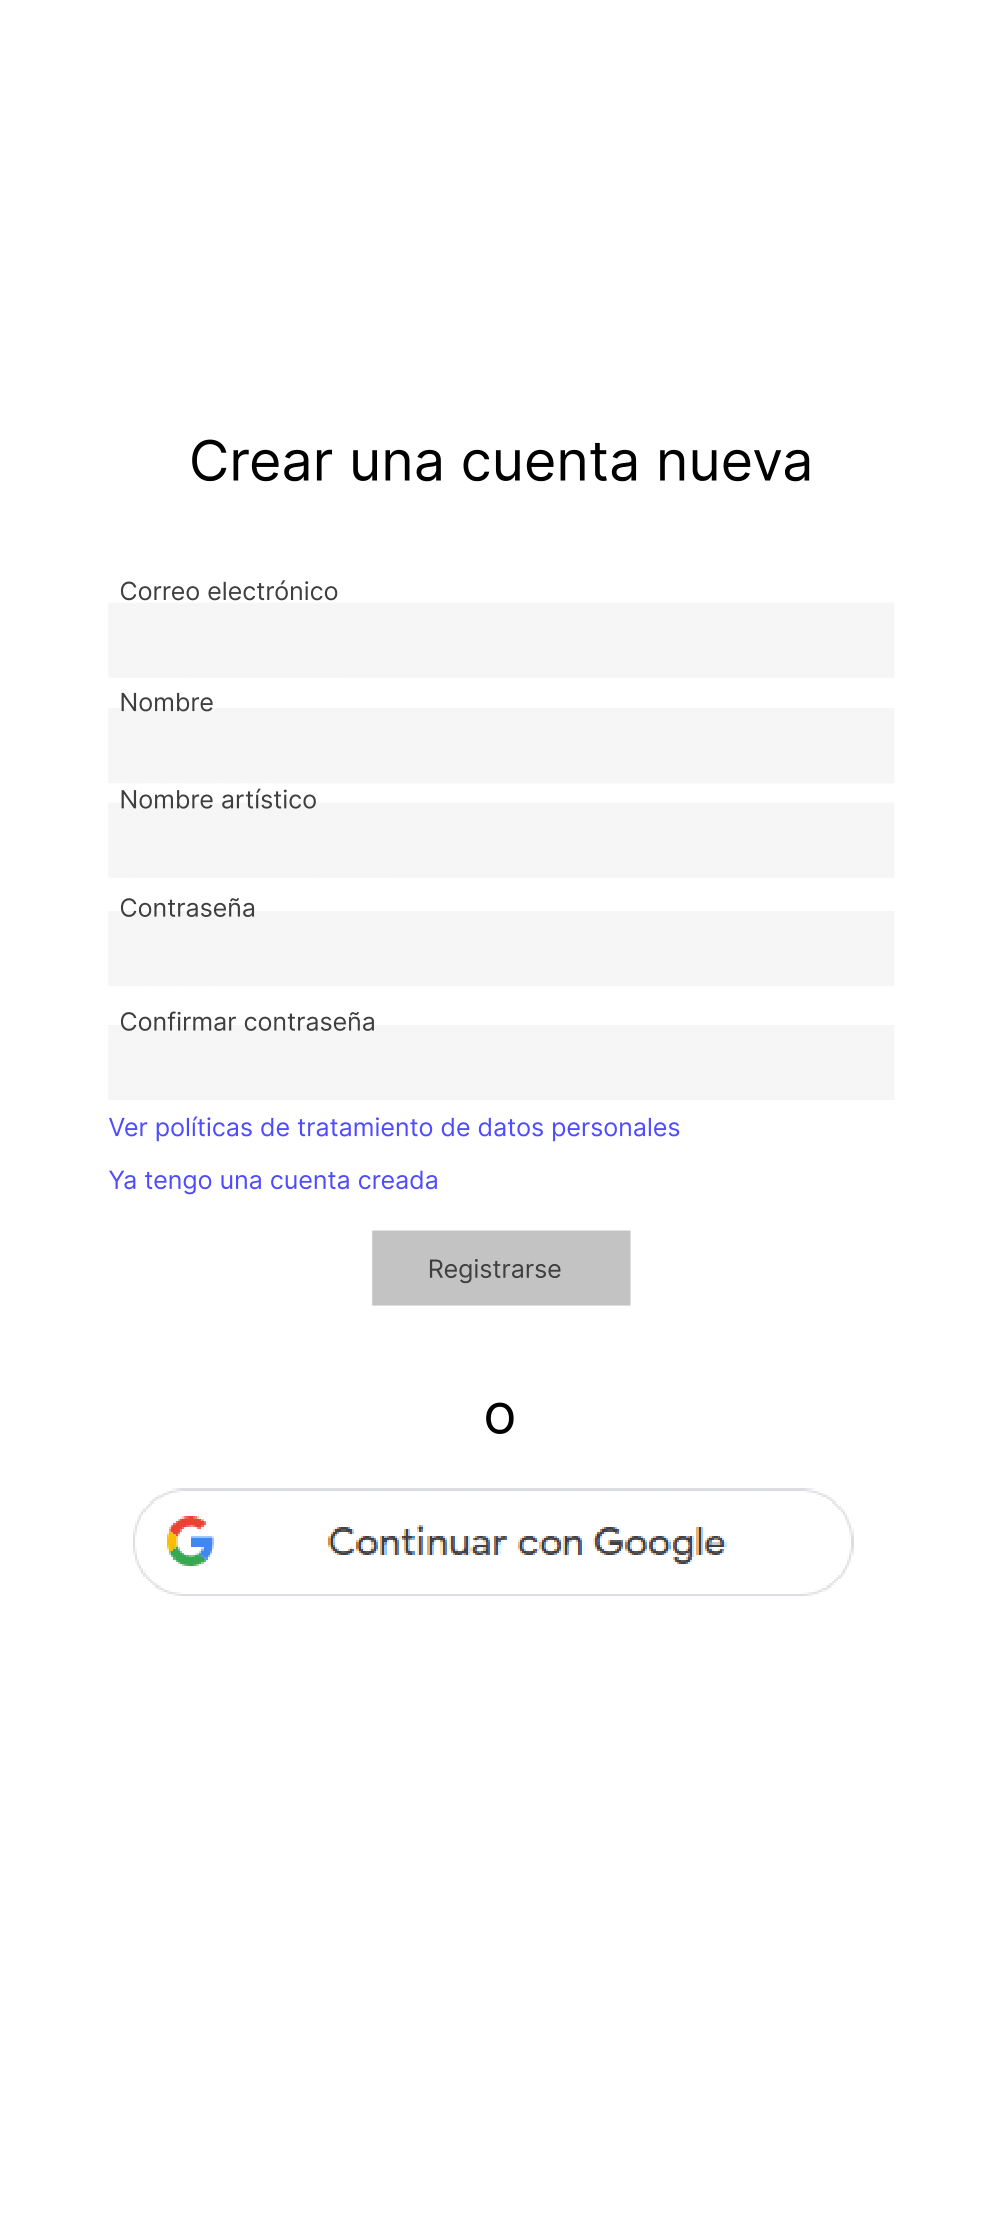 Crear una cuenta nueva
Correo electrónico
Nombre
Nombre artístico
Contraseña
Confirmar contraseña
Ver políticas de tratamiento de datos personales
Ya tengo una cuenta creada
Registrarse
o
Continuar con Google